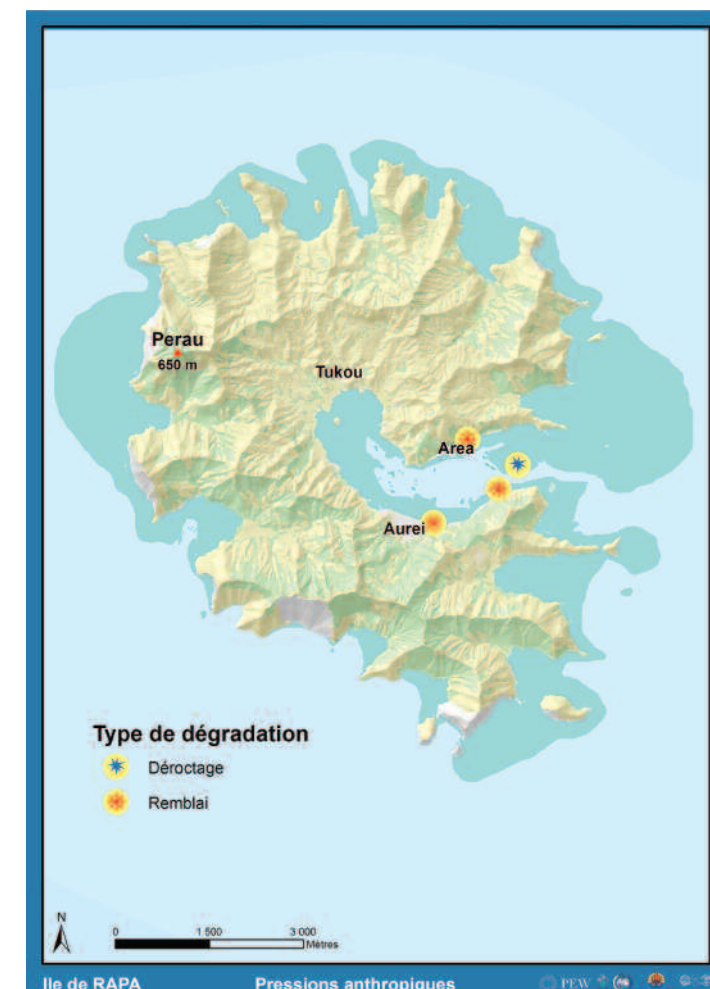 Perau
650 m
Tukou
Area
Aurei
Type de dégradation
Déroctage
Remblai
N
0 1 500 3 000
Mètres
Ile de RAPA Pressions anthropiques
PEW